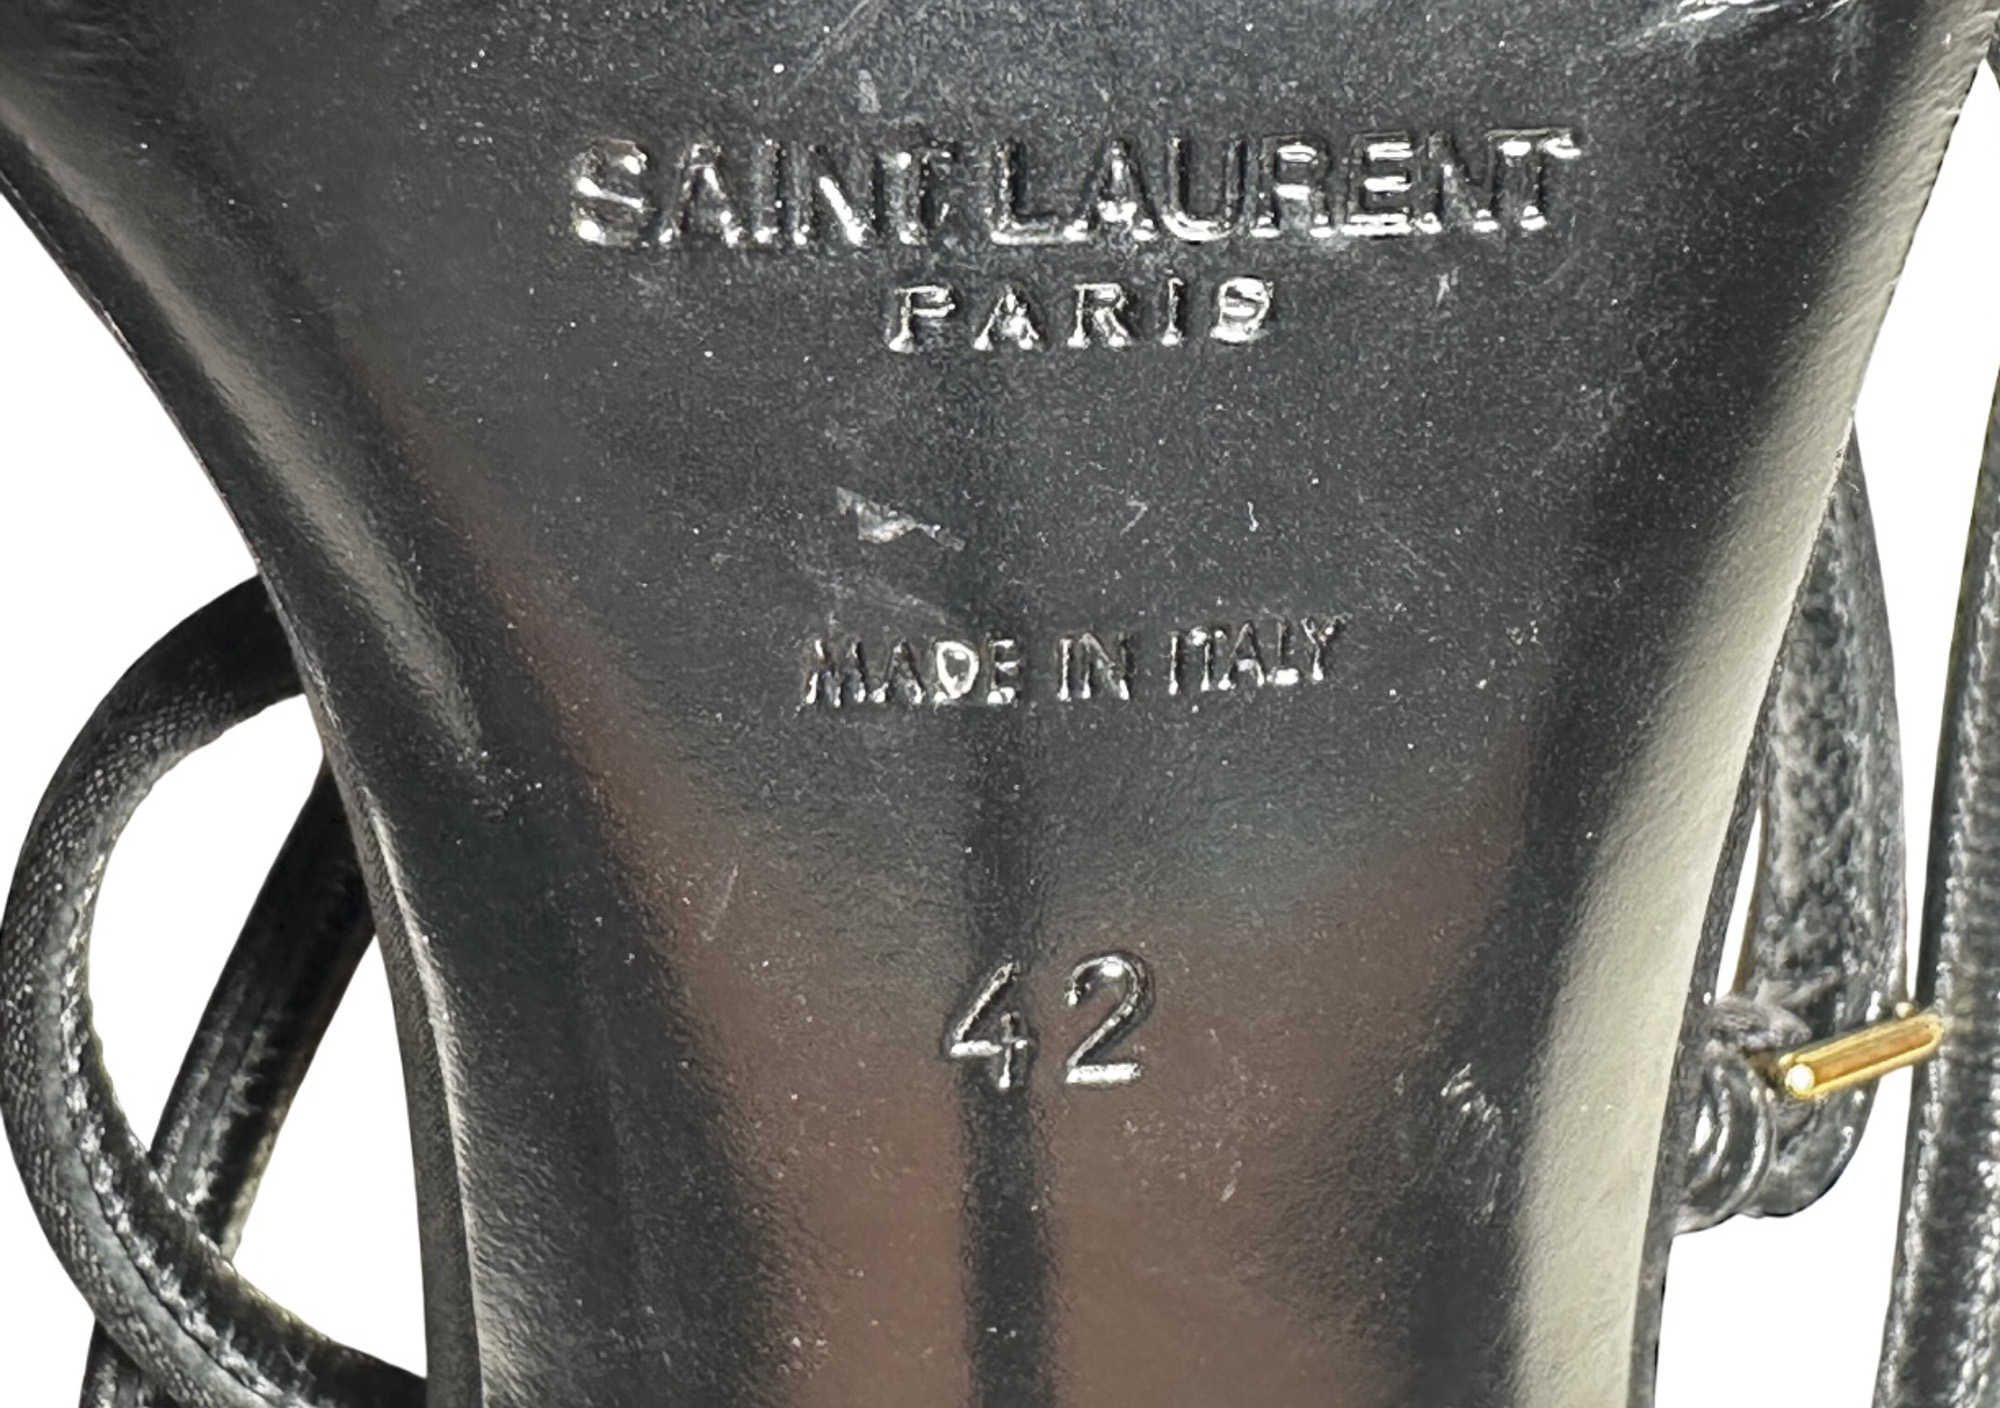 SAINT LAURENT
PARIS
MADE IN ITALY
42